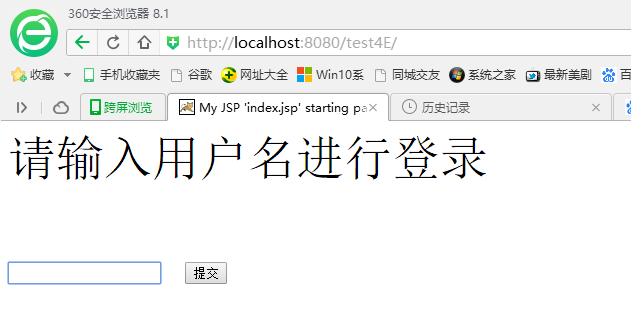 360安全浏览器 8.1
http://localhost:8080/test4E/
收藏 手机收藏夹 谷歌 网址大全 Win10系 同城交友 系统之家 最新美剧 百
跨屏浏览 My JSP 'index.jsp' starting pa 历史记录
请输入用户名进行登录
提交